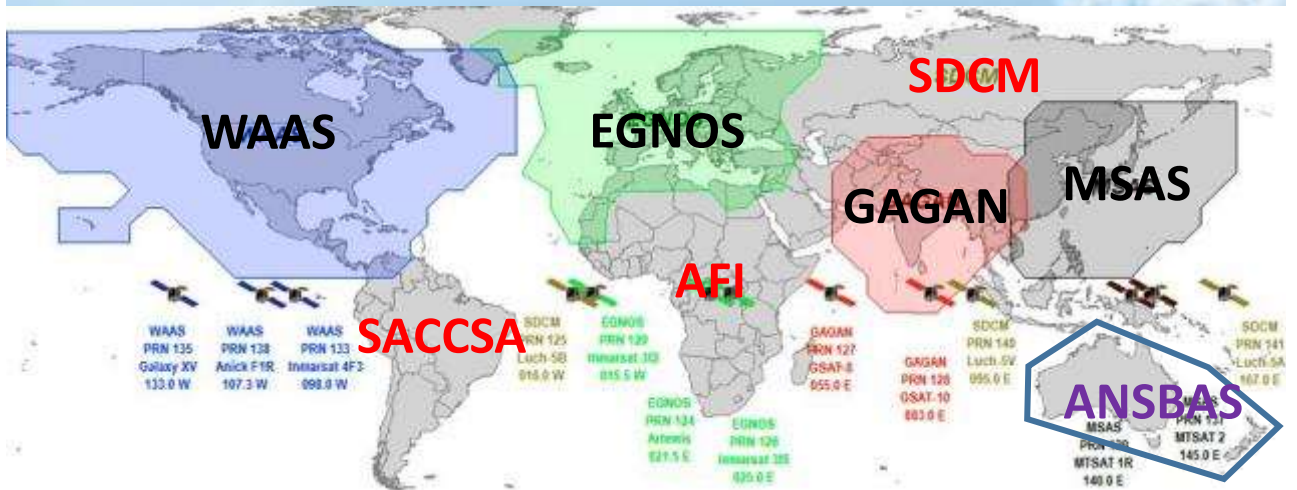 SDCM
WAAS
EGNOS
MSAS
GAGAN
AFI
SACCSA
ANSBAS
WAAS
PRN 135
Galaxy XV
133.0 W
WAAS
PRN 138
Anick F1R
107.3 W
WAAS
PRN 133
Inmarsat 4F3
098.0 W
SDCM
PRN 125
Luch-5B
016.0 W
EGNOS
PRN 120
Inmarsat 3f2
015.5 W
EGNOS
PRN 124
Artemis
021.5 E
EGNOS
PRN 126
Inmarsat
025.0 E
GAGAN
PRN 127
GSAT-8
055.0 E
GAGAN
PRN 128
GSAT-10
083.0 E
SDCM
PRN 140
Luch-5V
095.0 E
MSAS
PRN 129
MTSAT 1R
140.0 E
MSAS
PRN 137
MTSAT 2
145.0 E
SDCM
PRN 141
Luch-5A
167.0 E